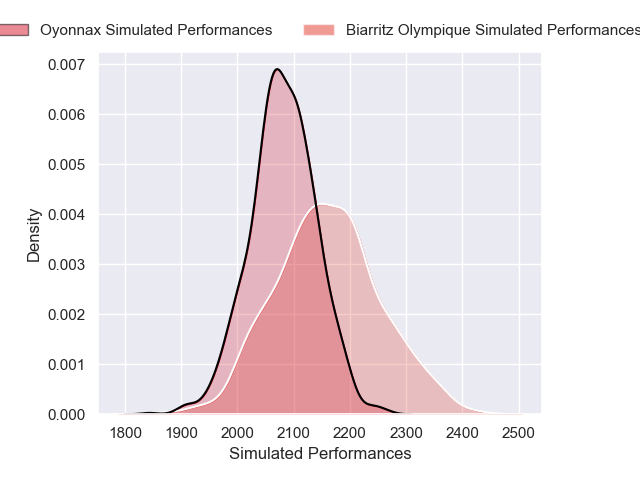 Oyonnax Simulated Performances
Biarritz Olympique Simulated Performances
0.007
0.006
0.005
0.004
0.003
0.002
0.001
0.000
Density
1800 1900 2000 2100 2200 2300 2400 2500
Simulated Performances